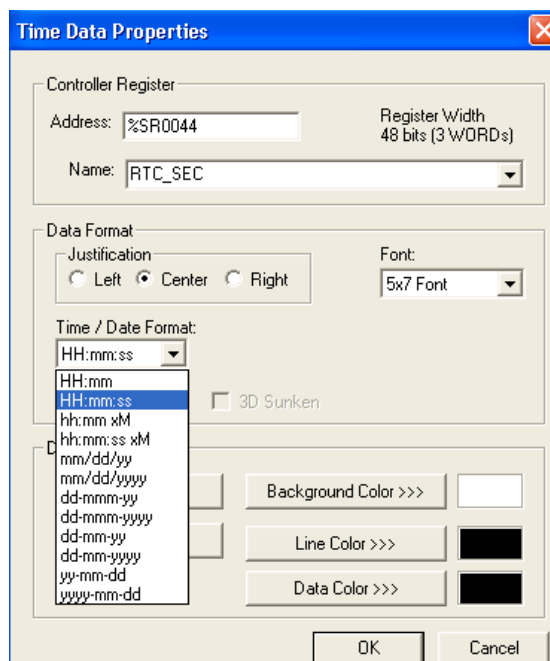 Time Data Properties
Controller Register
Address: %SR0044
Register Width
48 bits (3 WORDs)
Name: RTC_SEC
Data Format
Justification
Left Center Right
Font:
5x7 Font
Time / Date Format:
HH:mm:ss
HH:mm
HH:mm:ss
hh:mm xM
hh:mm:ss xM
mm/dd/yy
mm/dd/yyyy
dd-mmm-yy
dd-mmm-yyyy
dd-mm-yy
dd-mm-yyyy
yy-mm-dd
yyyy-mm-dd
3D Sunken
Background Color >>>
Line Color >>>
Data Color >>>
OK Cancel